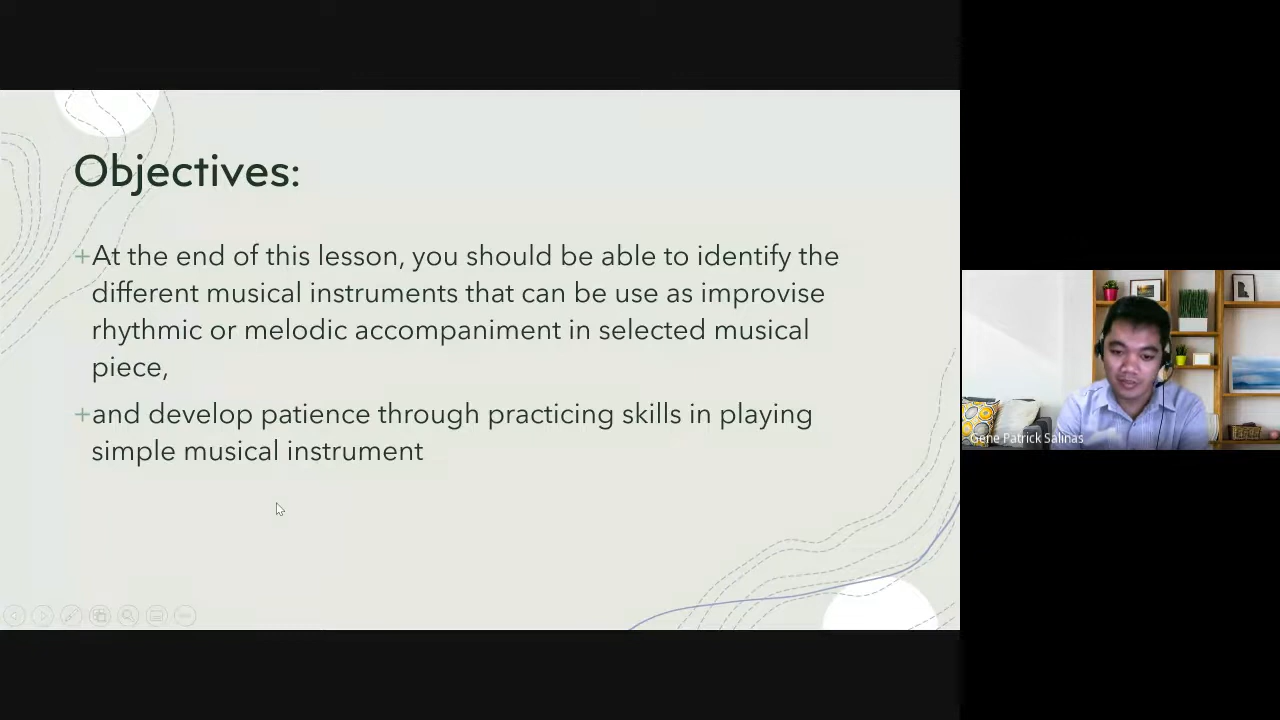 Objectives:
+At the end of this lesson, you should be able to identify the
different musical instruments that can be use as improvise
rhythmic or melodic accompaniment in selected musical
piece,
+and develop patience through practicing skills in playing
simple musical instrument
Gene Patrick Salinas